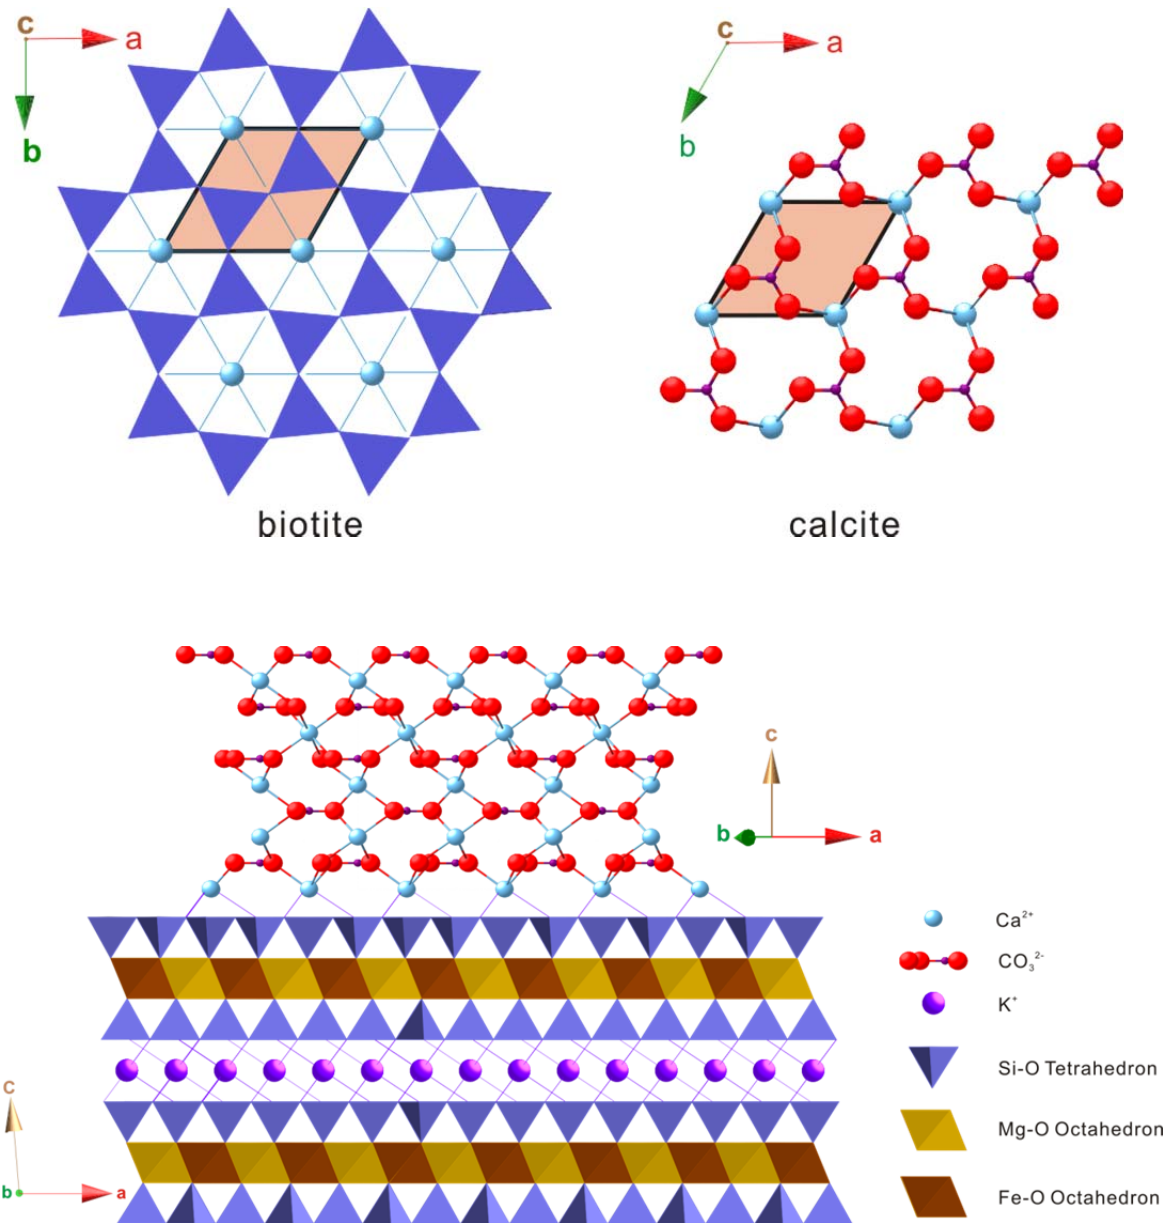 c
a
b
c
a
b
biotite
calcite
c
b
a
Ca²⁺
CO₃²⁻
K⁺
Si-O Tetrahedron
Mg-O Octahedron
Fe-O Octahedron
c
b
a